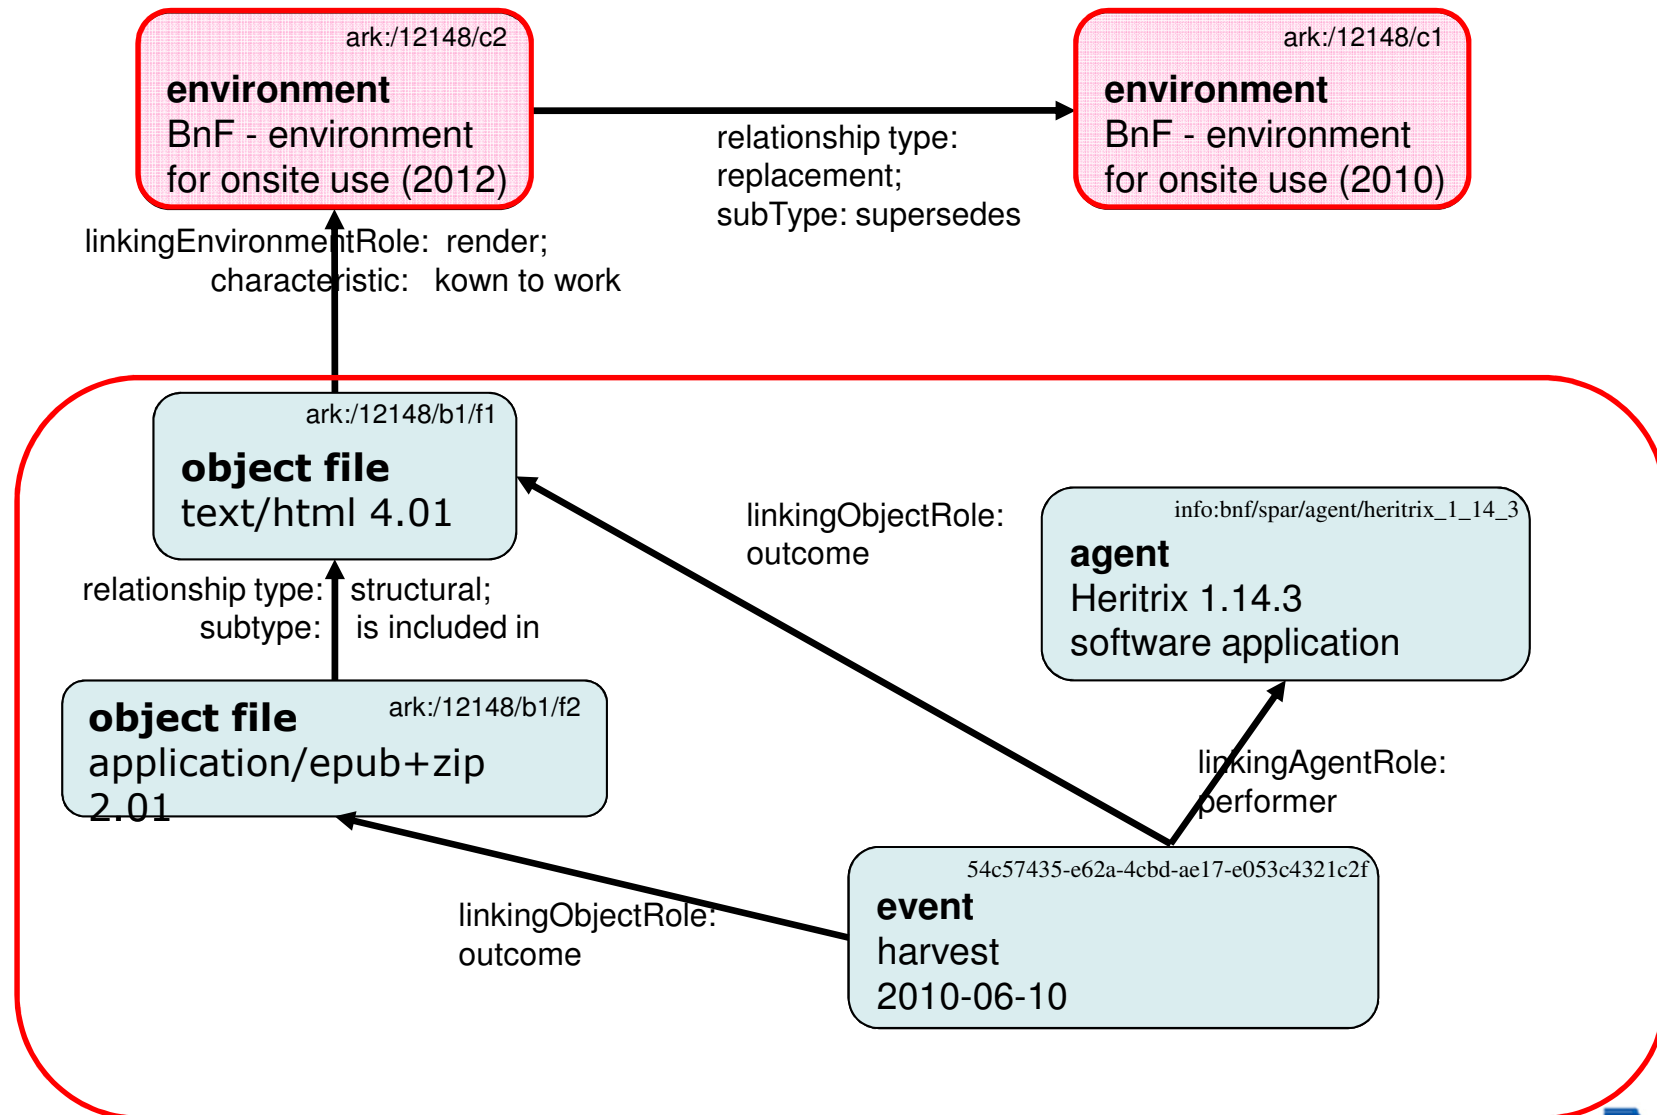 ark:/12148/c2
environment
BnF - environment
for onsite use (2012)
ark:/12148/c1
environment
BnF - environment
for onsite use (2010)
relationship type:
replacement;
subType: supersedes
linkingEnvironmentRole: render;
characteristic: kown to work
ark:/12148/b1/f1
object file
text/html 4.01
linkingObjectRole:
outcome
info:bnf/spar/agent/heritrix_1_14_3
agent
Heritrix 1.14.3
software application
relationship type: structural;
subtype: is included in
object file ark:/12148/b1/f2
application/epub+zip
2.01
linkingAgentRole:
performer
linkingObjectRole:
outcome
54c57435-e62a-4cbd-ae17-e053c4321c2f
event
harvest
2010-06-10